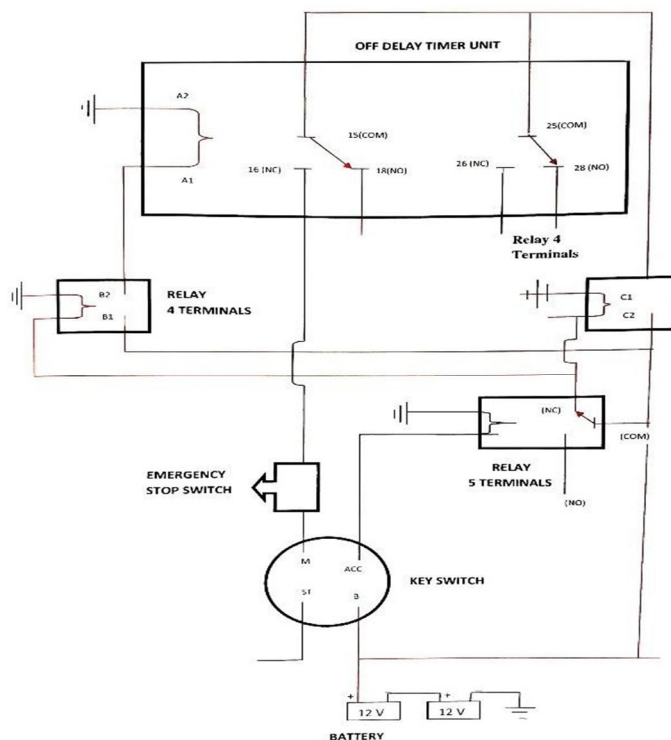 OFF DELAY TIMER UNIT
A2
15(COM)
25(COM)
16 (NC)
18(NO)
26 (NC)
28 (NO)
A1
Relay 4
Terminals
B2
B1
RELAY
4 TERMINALS
C1
C2
(NC)
(COM)
RELAY
5 TERMINALS
(NO)
EMERGENCY
STOP SWITCH
M
ACC
ST
B
KEY SWITCH
+
+
12 V
12 V
BATTERY